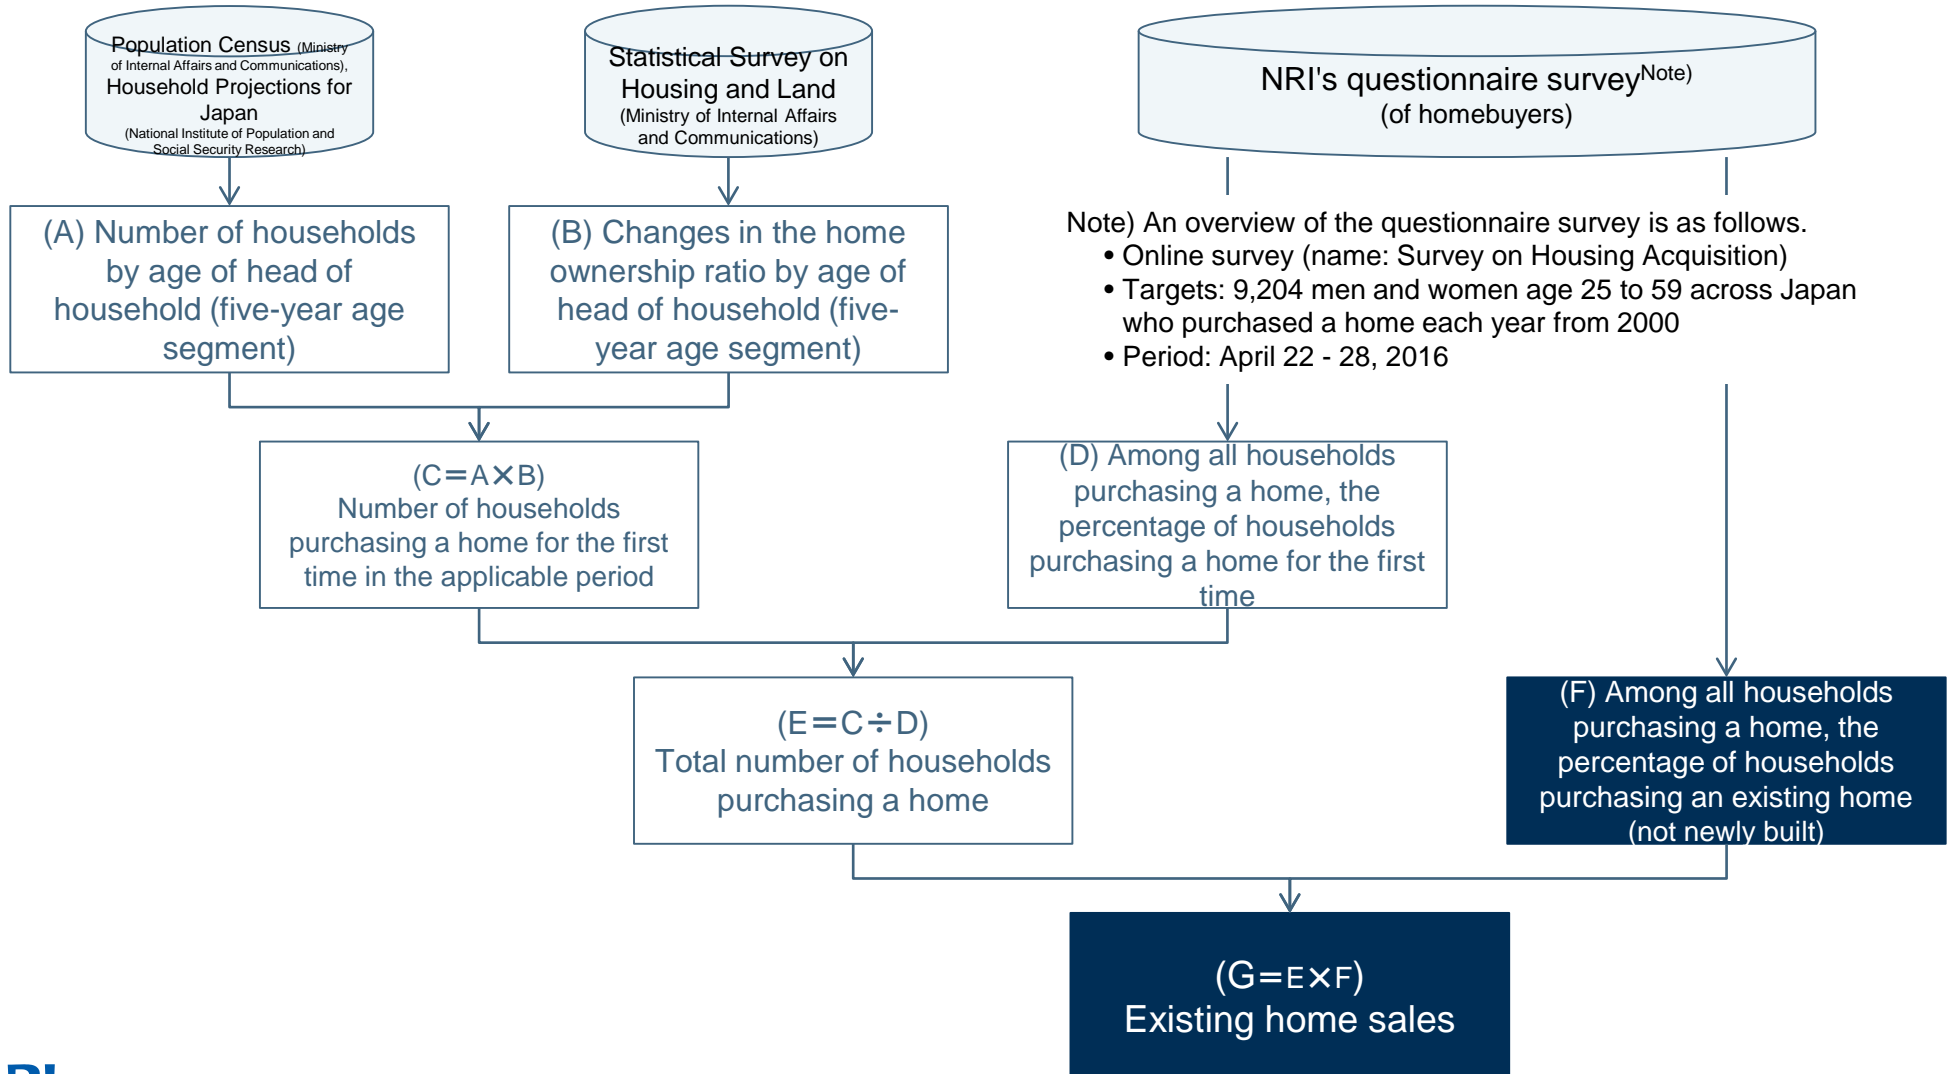 Population Census (Ministry
of Internal Affairs and Communications),
Household Projections for
Japan
(National Institute of Population and
Social Security Research)
Statistical Survey on
Housing and Land
(Ministry of Internal Affairs
and Communications)
NRI's questionnaire surveyNote)
(of homebuyers)
(A) Number of households
by age of head of
household (five-year age
segment)
(B) Changes in the home
ownership ratio by age of
head of household (five-
year age segment)
Note) An overview of the questionnaire survey is as follows.
• Online survey (name: Survey on Housing Acquisition)
• Targets: 9,204 men and women age 25 to 59 across Japan
who purchased a home each year from 2000
• Period: April 22 - 28, 2016
(C=A×B)
Number of households
purchasing a home for the first
time in the applicable period
(D) Among all households
purchasing a home, the
percentage of households
purchasing a home for the first
time
(E=C÷D)
Total number of households
purchasing a home
(F) Among all households
purchasing a home, the
percentage of households
purchasing an existing home
(not newly built)
(G=E×F)
Existing home sales